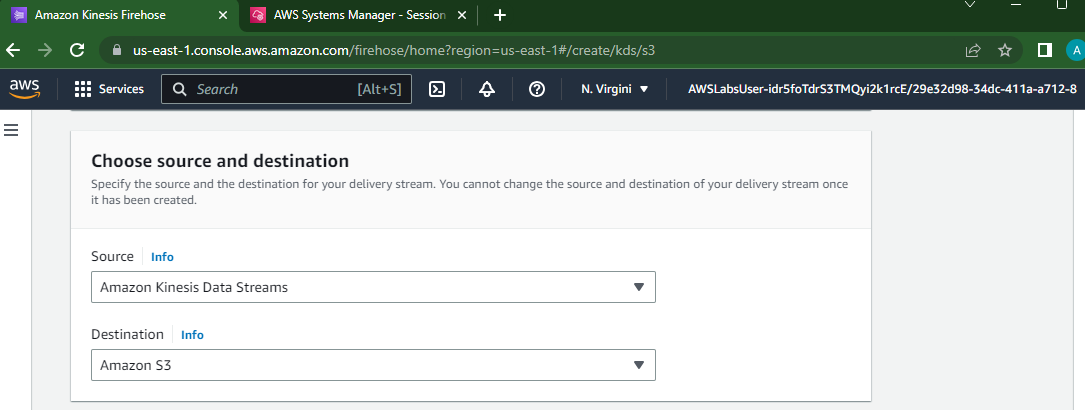 Amazon Kinesis Firehose
AWS Systems Manager - Session
us-east-1.console.aws.amazon.com/firehose/home?region=us-east-1#/create/kds/s3
A
aws
Services
Search [Alt+S]
N. Virgini
AWSLabsUser-idr5foTdrS3TMQyi2k1rcE/29e32d98-34dc-411a-a712-8
Choose source and destination
Specify the source and the destination for your delivery stream. You cannot change the source and destination of your delivery stream once
it has been created.
Source Info
Amazon Kinesis Data Streams
Destination Info
Amazon S3